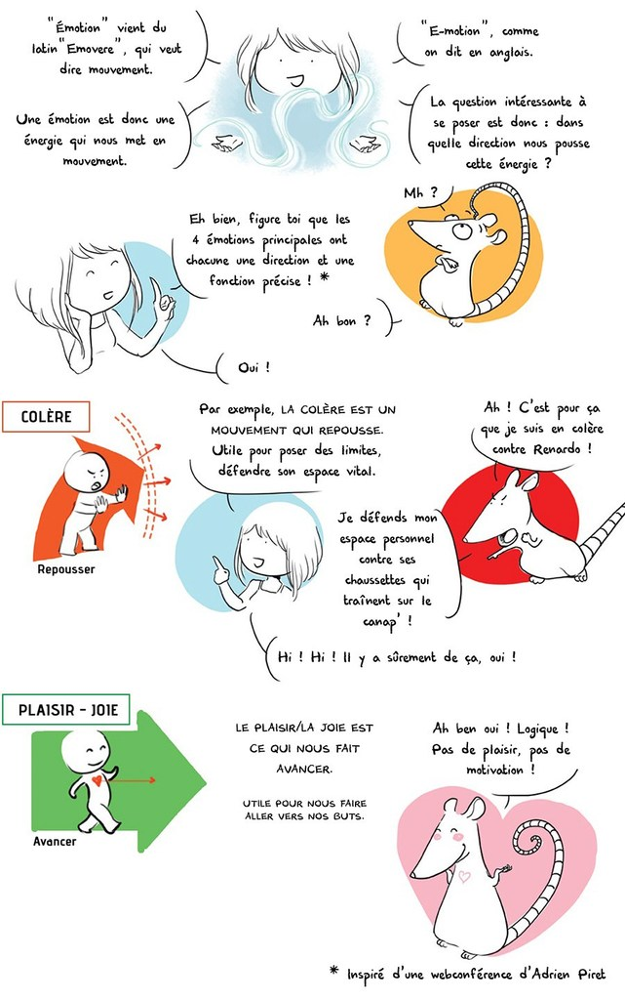 "Émotion" vient du
latin "Emovere", qui veut
dire mouvement.
"E-motion", comme
on dit en anglais.
Une émotion est donc une
énergie qui nous met en
mouvement.
La question intéressante à
se poser est donc : dans
quelle direction nous pousse
cette énergie ?
Mh ?
Eh bien, figure toi que les
4 émotions principales ont
chacune une direction et une
fonction précise ! *
Ah bon ?
Oui !
COLÈRE
Repousser
Par exemple, LA COLÈRE EST UN
MOUVEMENT QUI REPOUSSE.
Utile pour poser des limites,
défendre son espace vital.
Ah ! C'est pour ça
que je suis en colère
contre Renardo !
Je défends mon
espace personnel
contre ses
chaussettes qui
traînent sur le
canap' !
Hi ! Hi ! Il y a sûrement de ça, oui !
PLAISIR - JOIE
Avancer
LE PLAISIR/LA JOIE EST
CE QUI NOUS FAIT
AVANCER.
UTILE POUR NOUS FAIRE
ALLER VERS NOS BUTS.
Ah ben oui ! Logique !
Pas de plaisir, pas de
motivation !
* Inspiré d'une webconférence d'Adrien Piret